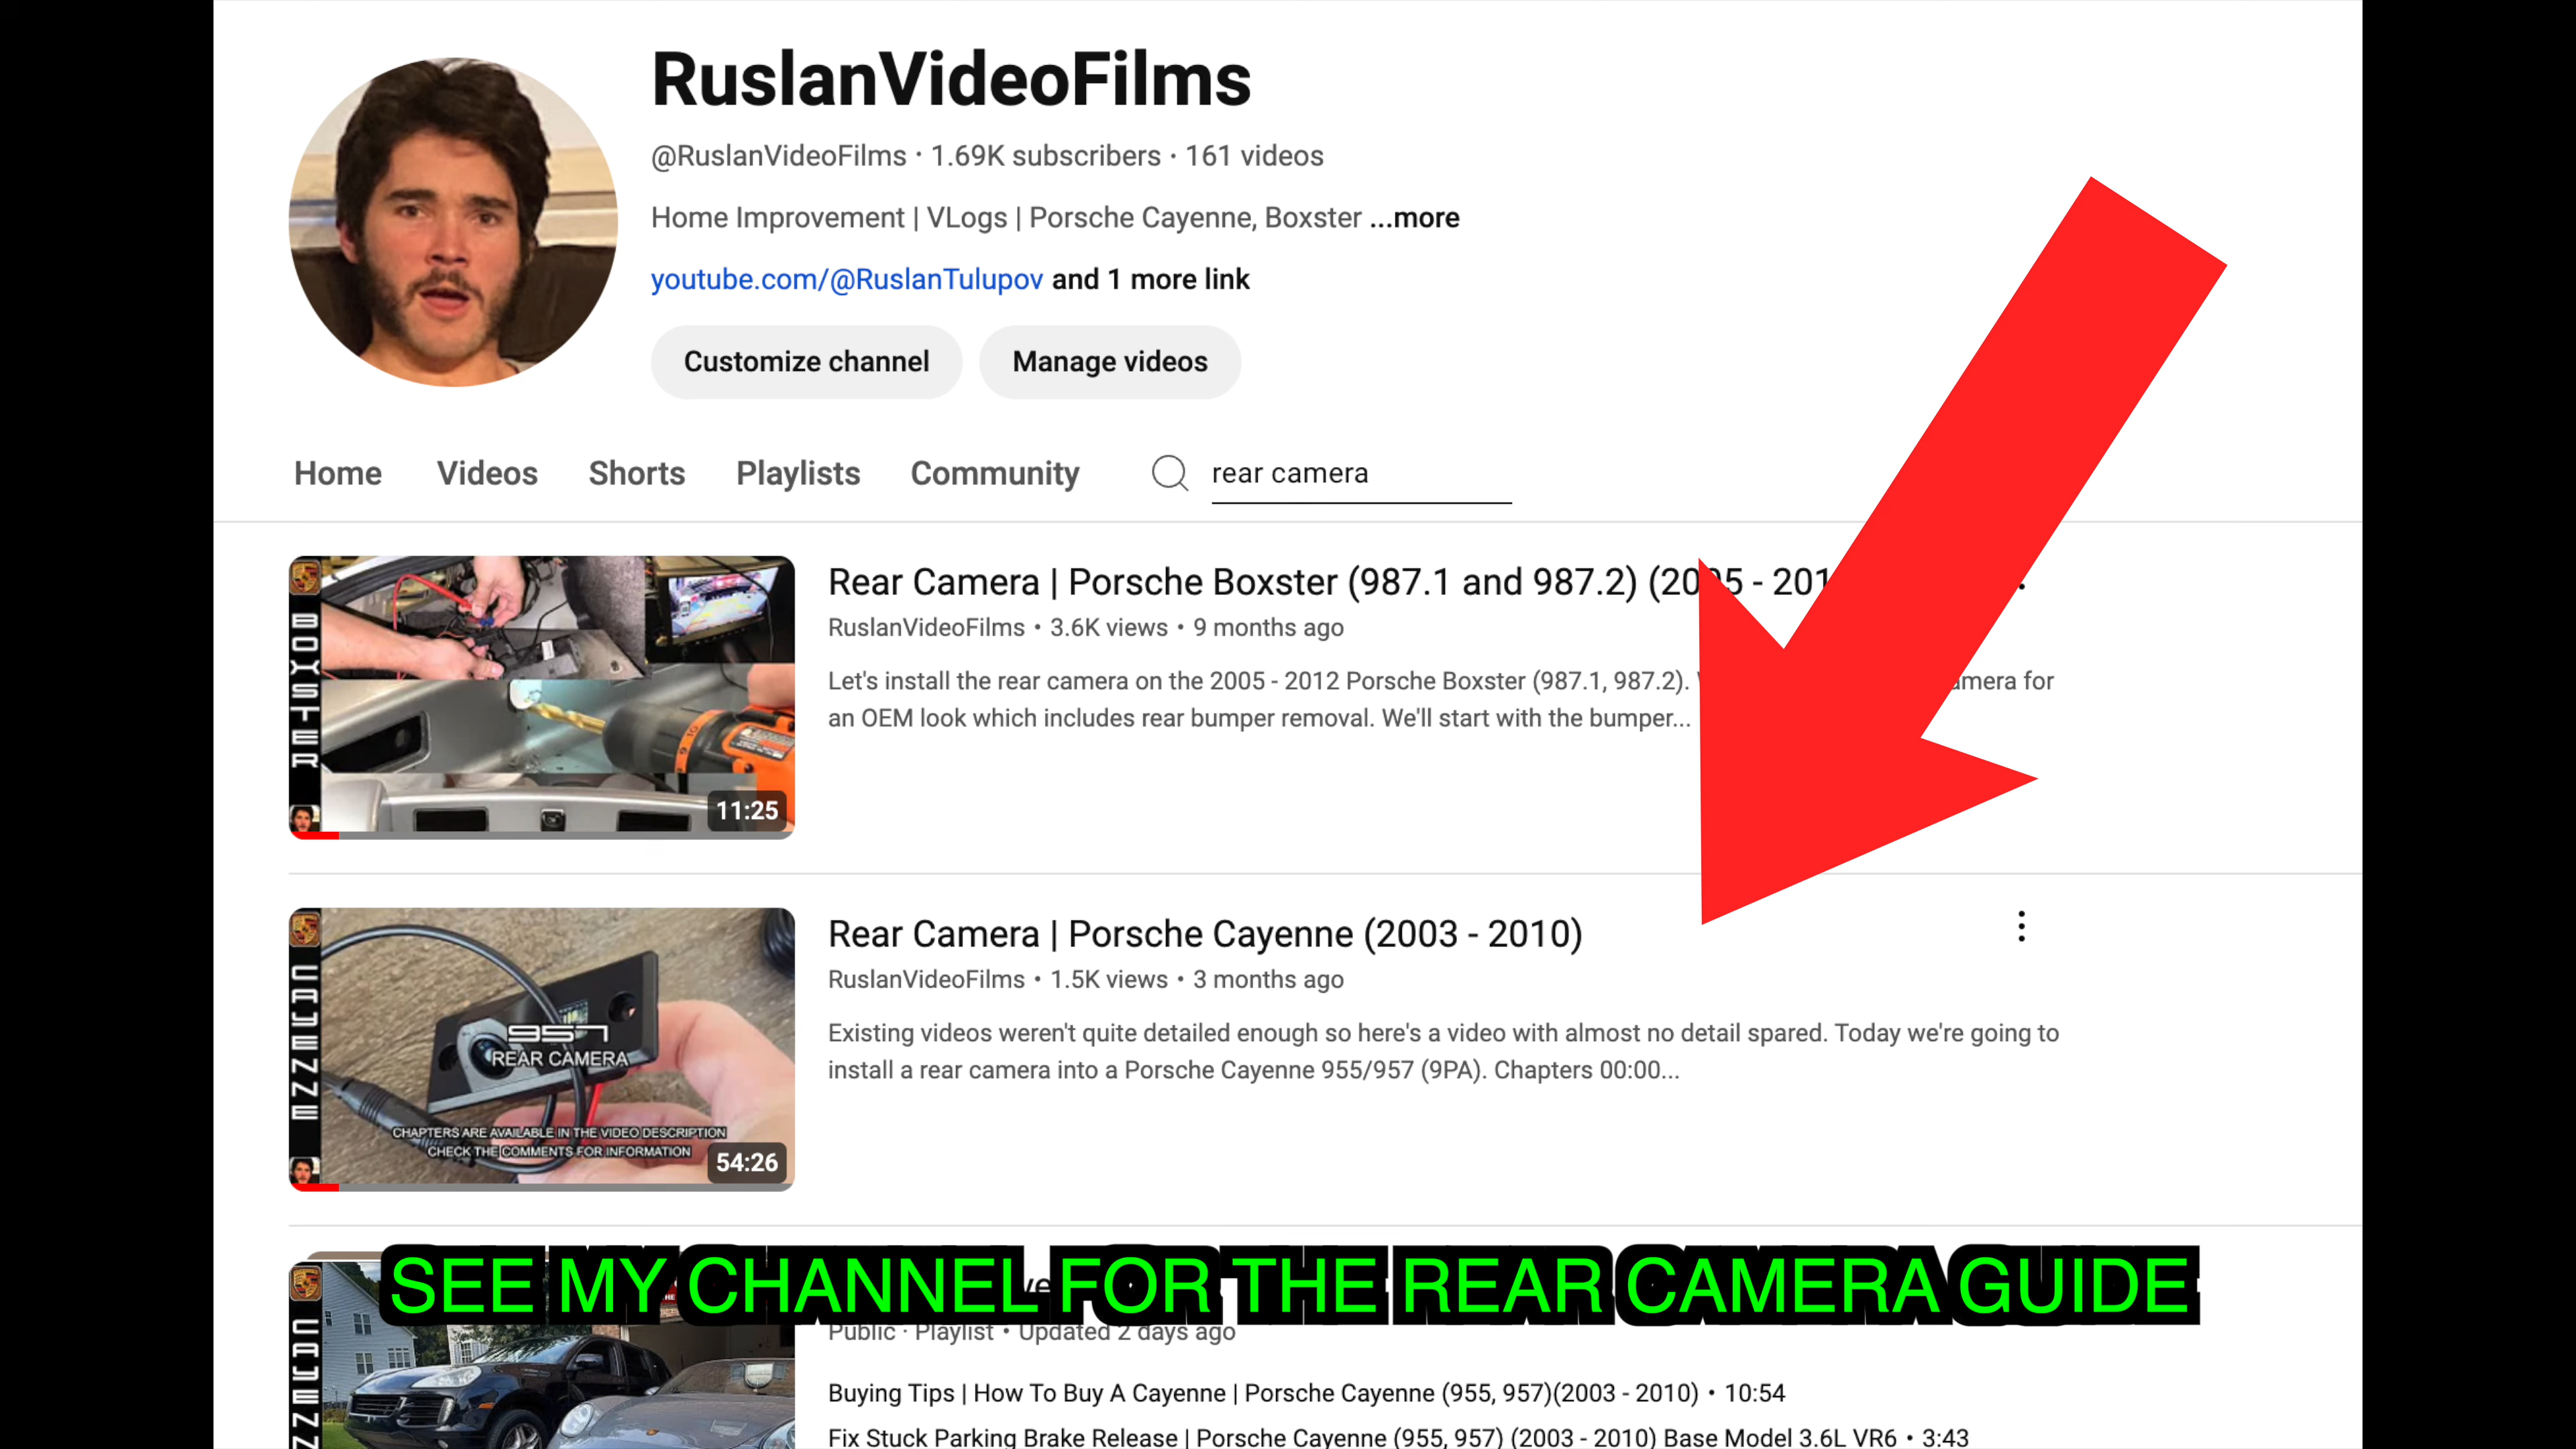 RuslanVideoFilms
@RuslanVideoFilms · 1.69K subscribers · 161 videos
Home Improvement | VLogs | Porsche Cayenne, Boxster ...more
youtube.com/@RuslanTulupov and 1 more link
Customize channel
Manage videos
Home
Videos
Shorts
Playlists
Community
rear camera
BOXSTER
11:25
Rear Camera | Porsche Boxster (987.1 and 987.2)
RuslanVideoFilms • 3.6K views • 9 months ago
Let's install the rear camera on the 2005 - 2012 Porsche Boxster (987.1, 987.2). for
an OEM look which includes rear bumper removal. We'll start with the bumper...
CAYENNE
957
REAR CAMERA
CHAPTERS ARE AVAILABLE IN THE VIDEO DESCRIPTION
CHECK THE COMMENTS FOR INFORMATION
54:26
Rear Camera | Porsche Cayenne (2003 - 2010)
RuslanVideoFilms • 1.5K views • 3 months ago
Existing videos weren't quite detailed enough so here's a video with almost no detail spared. Today we're going to
install a rear camera into a Porsche Cayenne 955/957 (9PA). Chapters 00:00...
SEE MY CHANNEL FOR THE REAR CAMERA GUIDE
Public · Playlist • Updated 2 days ago
Buying Tips | How To Buy A Cayenne | Porsche Cayenne (955, 957)(2003 - 2010) • 10:54
Fix Stuck Parking Brake Release | Porsche Cayenne (955, 957) (2003 - 2010) Base Model 3.6L VR6 • 3:43